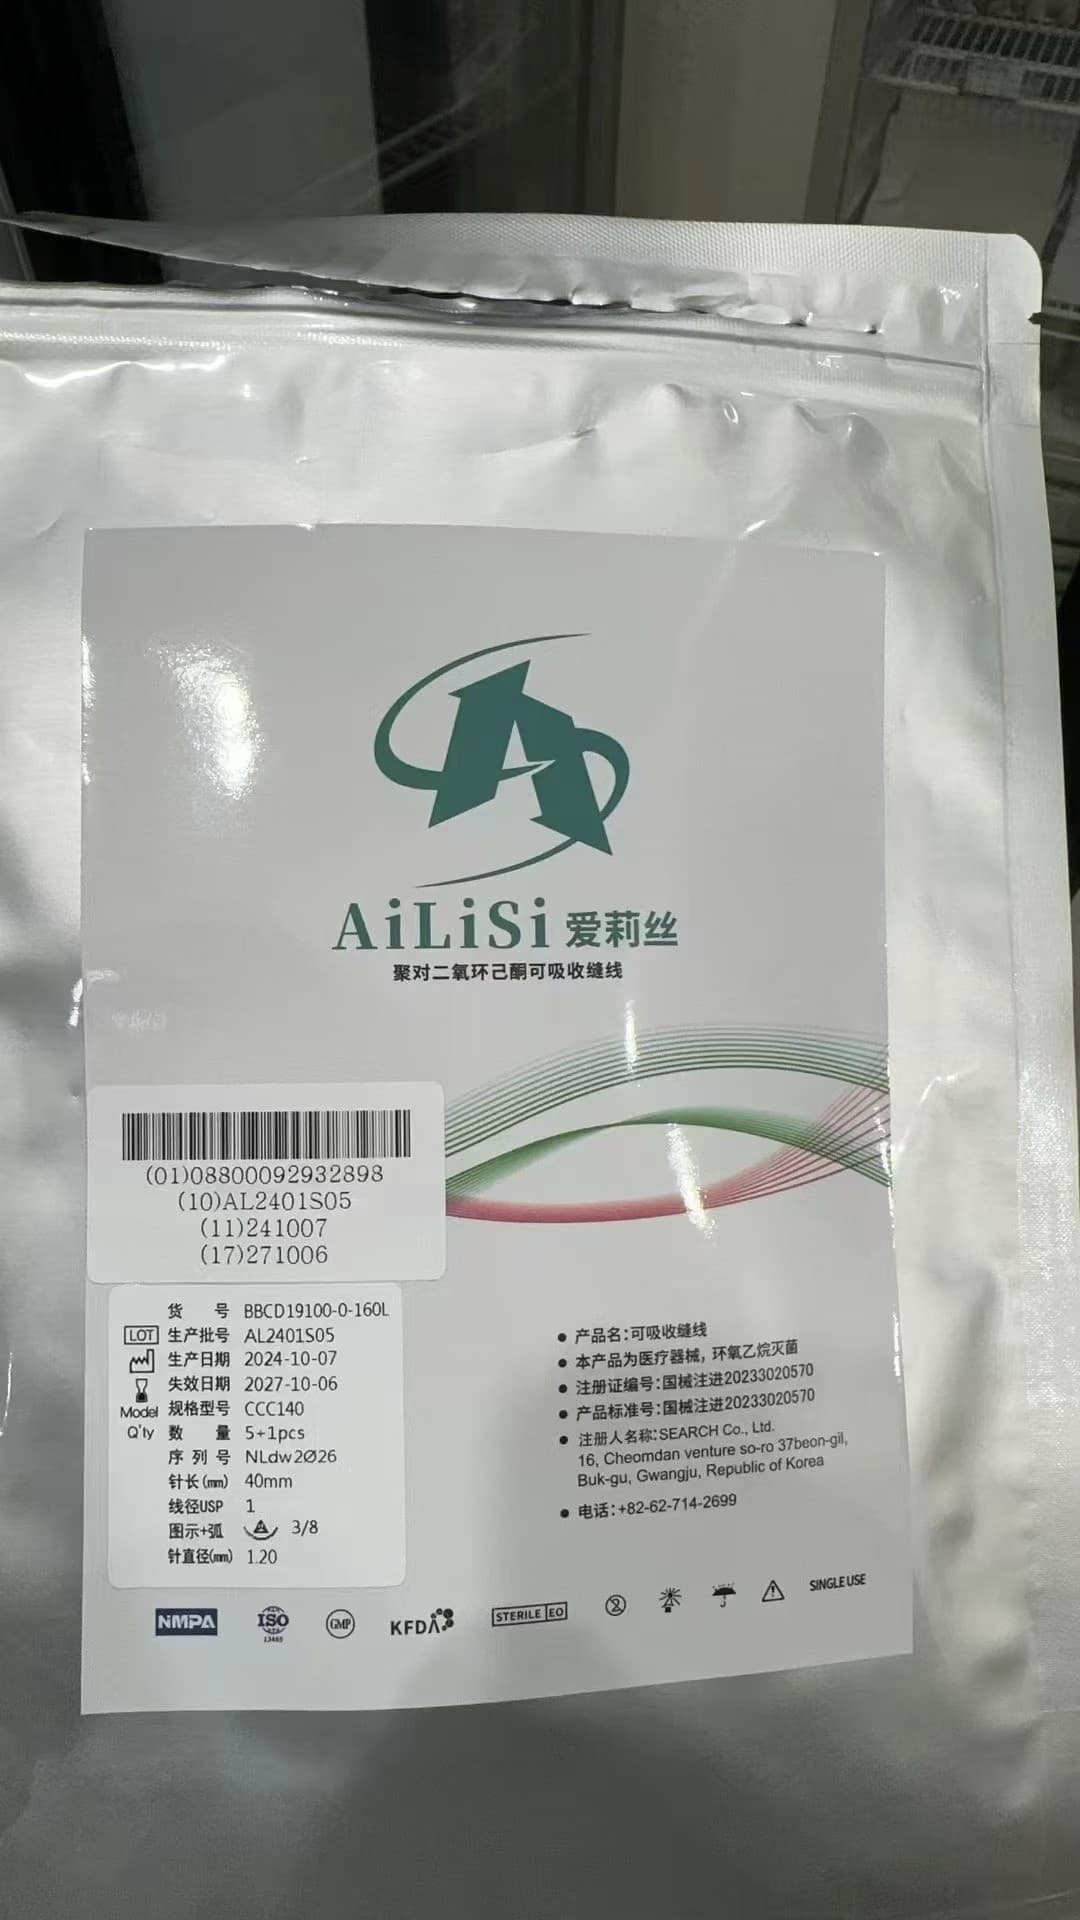 AiLiSi 爱莉丝
聚对二氧环己酮可吸收缝线
(01)08800092932898
(10)AL2401S05
(11)241007
(17)271006
货 号 BBCD19100-0-160L
LOT 生产批号 AL2401S05
生产日期 2024-10-07
失效日期 2027-10-06
Model 规格型号 CCC140
Q'ty 数 量 5+1pcs
序列号 NLdw2Ø26
针长(mm) 40mm
线径USP 1
图示+弧 3/8
针直径(mm) 1.20
● 产品名:可吸收缝线
● 本产品为医疗器械，环氧乙烷灭菌
● 注册证编号:国械注进20233020570
● 产品标准号:国械注进20233020570
● 注册人名称:SEARCH Co., Ltd.
16, Cheomdan venture so-ro 37beon-gil,
Buk-gu, Gwangju, Republic of Korea
● 电话:+82-62-714-2699
NMPA ISO 13485 GMP KFDA STERILE EO 2 SINGLE USE